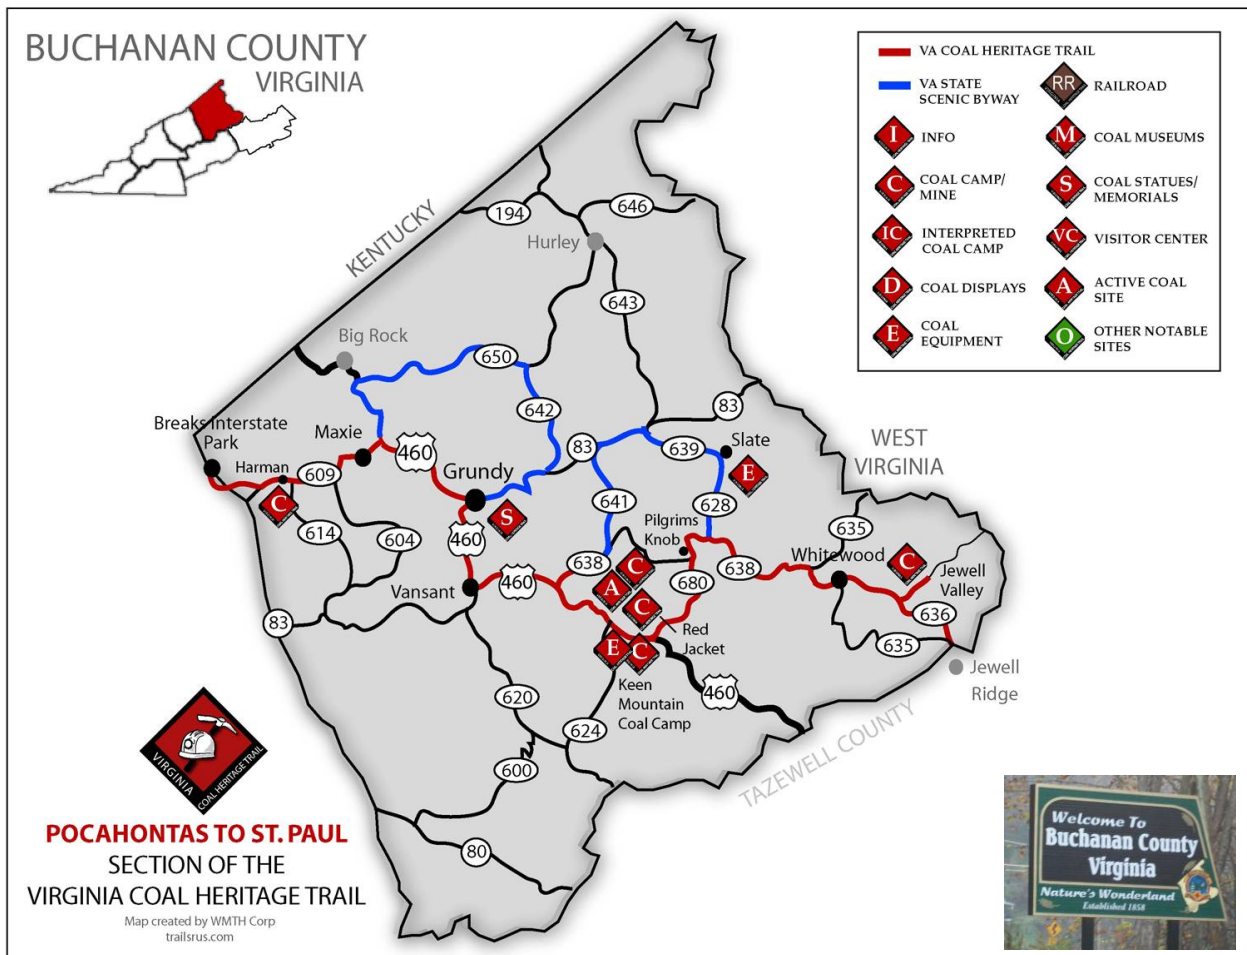 BUCHANAN COUNTY
VIRGINIA
VA COAL HERITAGE TRAIL
VA STATE
SCENIC BYWAY
RR
RAILROAD
I
INFO
M
COAL MUSEUMS
C
COAL CAMP/
MINE
S
COAL STATUES/
MEMORIALS
IC
INTERPRETED
COAL CAMP
VC
VISITOR CENTER
D
COAL DISPLAYS
A
ACTIVE COAL
SITE
E
COAL
EQUIPMENT
O
OTHER NOTABLE
SITES
KENTUCKY
194
646
Hurley
643
Big Rock
650
642
83
Breaks Interstate
Park
Maxie
460
Harman
609
Grundy
83
639
Slate
WEST
VIRGINIA
E
C
S
641
628
614
604
460
Pilgrims
Knob
635
Whitewood
C
Jewell
Valley
Vansant
460
638
C
A
680
638
C
636
83
Red
Jacket
635
E
C
Jewell
Ridge
Keen
Mountain
Coal Camp
460
620
624
600
80
TAZEWELL COUNTY
VIRGINIA
COAL HERITAGE TRAIL
POCAHONTAS TO ST. PAUL
SECTION OF THE
VIRGINIA COAL HERITAGE TRAIL
Map created by WMTH Corp
trailsrus.com
Welcome To
Buchanan County
Virginia
Nature's Wonderland
Established 1858